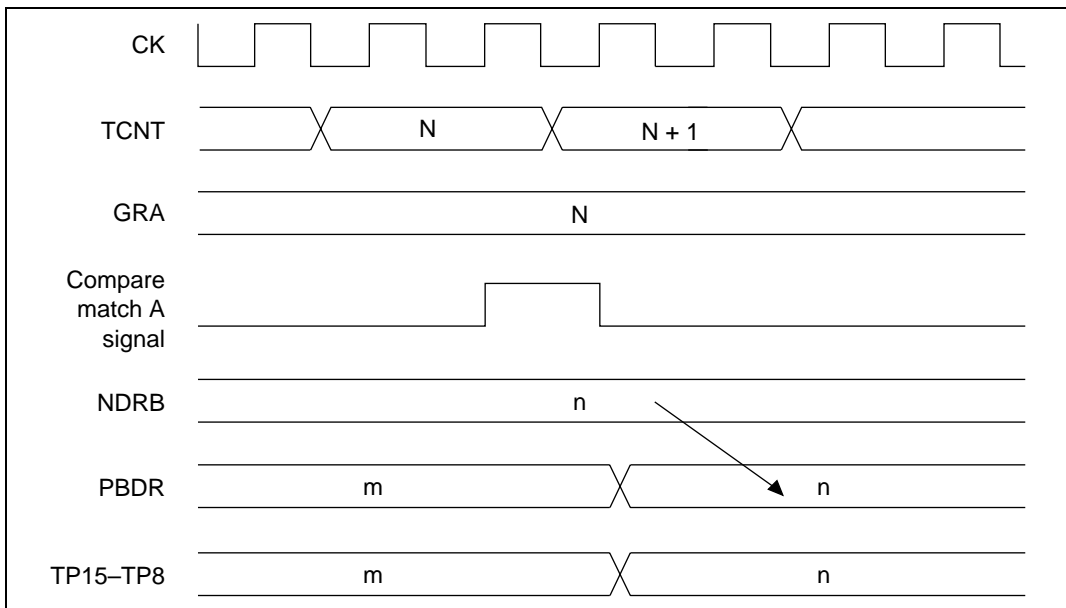 CK
TCNT N N + 1
GRA N
Compare
match A
signal
NDRB n
PBDR m n
TP15–TP8 m n